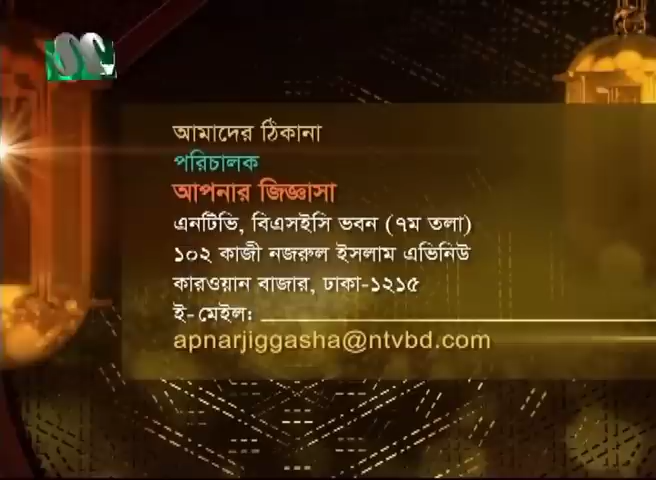 আমাদের ঠিকানা
পরিচালক
আপনার জিজ্ঞাসা
এনটিভি, বিএসইসি ভবন (৭ম তলা)
১০২ কাজী নজরুল ইসলাম এভিনিউ
কারওয়ান বাজার, ঢাকা-১২১৫
ই-মেইল:
apnarjiggasha@ntvbd.com